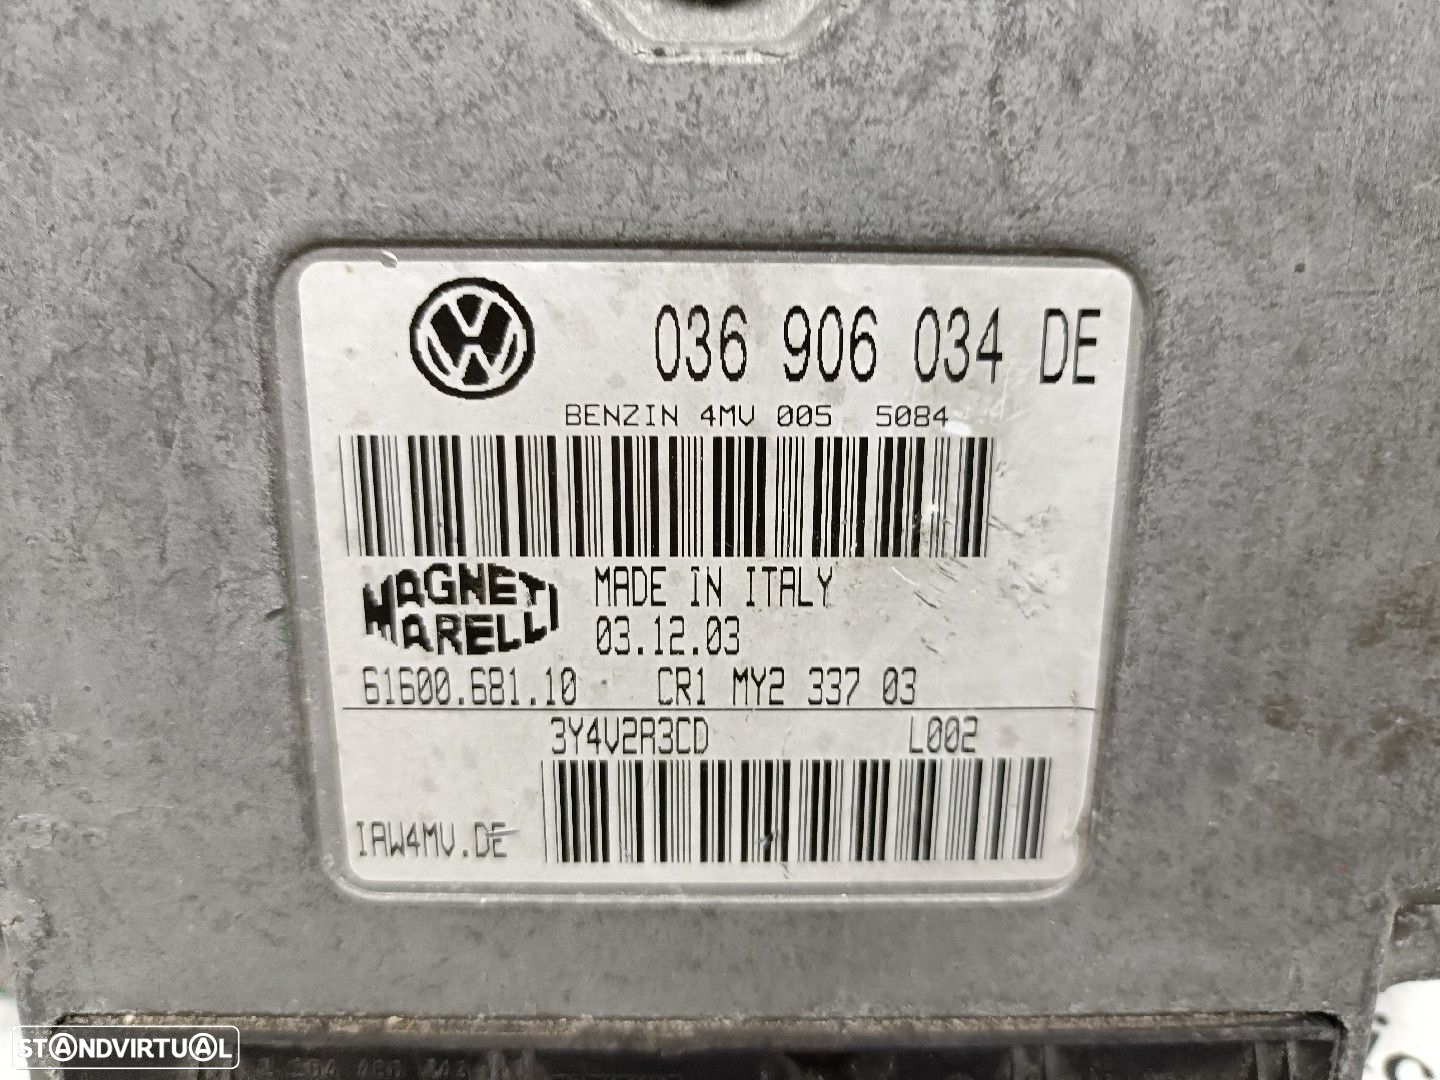 036 906 034 DE
BENZIN 4MV 005 5084
MAGNETI MARELLI
MADE IN ITALY
03.12.03
61600.681.10 CR1 MY2 337 03
3Y4V2A3CD L002
IAW4MV.DE
STANDVIRTUAL